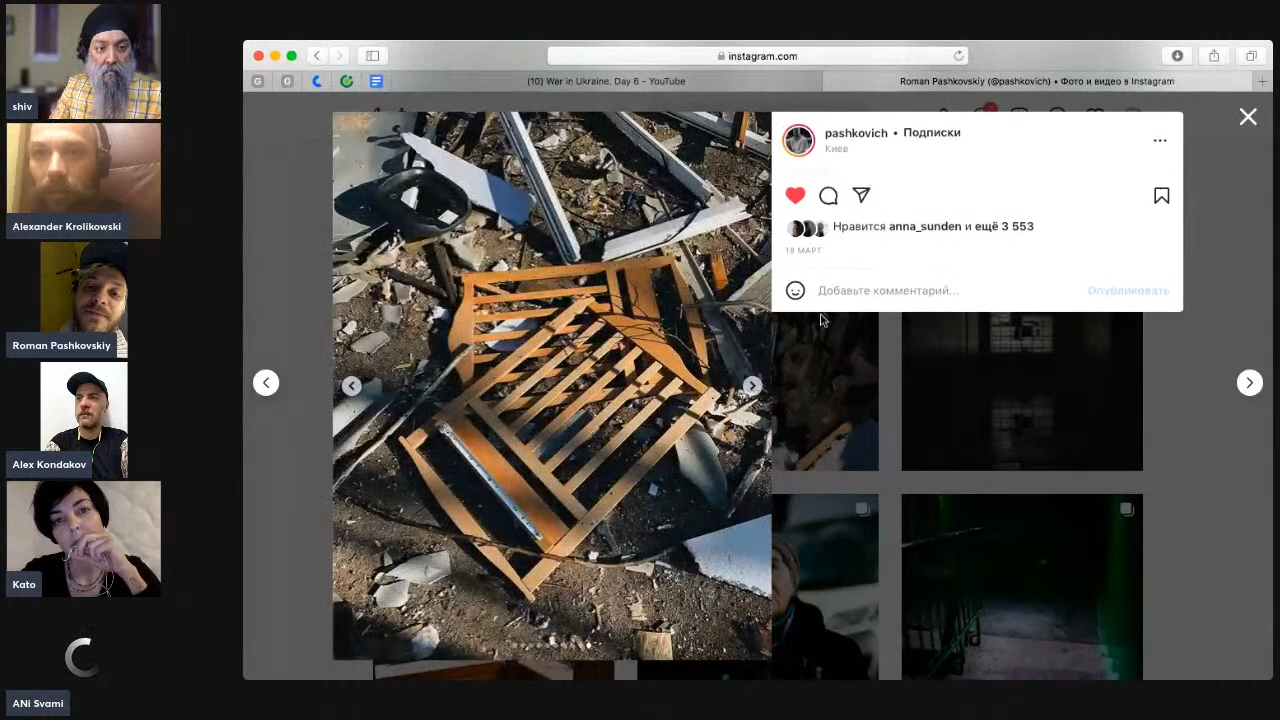 shiv
Alexander Krolikowski
Roman Pashkovskiy
Alex Kondakov
Kato
ANi Svami
instagram.com
G
G
(10) War in Ukraine. Day 6 - YouTube
Roman Pashkovskiy (@pashkovich) • Фото и видео в Instagram
pashkovich • Подписки
Киев
Нравится anna_sunden и ещё 3 553
18 МАРТ
Добавьте комментарий...
Опубликовать